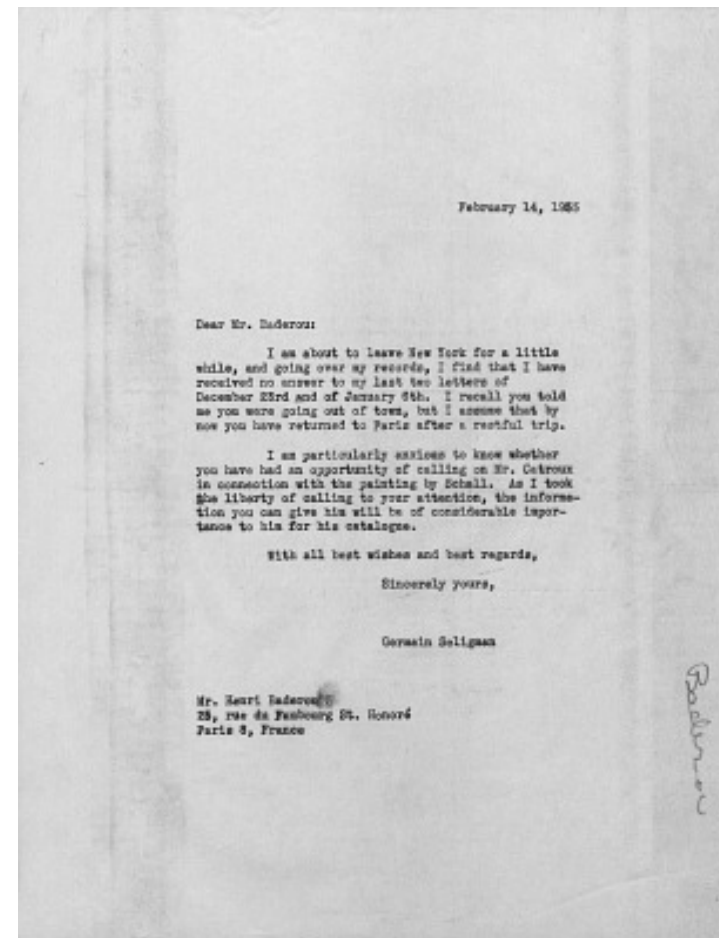 February 14, 1955
Dear Mr. Baderou:
I am about to leave New York for a little
while, and going over my records, I find that I have
received no answer to my last two letters of
December 23rd and of January 6th. I recall you told
me you were going out of town, but I assume that by
now you have returned to Paris after a restful trip.
I am particularly anxious to know whether
you have had an opportunity of calling on Mr. Catroux
in connection with the painting by Schall. As I took
the liberty of calling to your attention, the informa-
tion you can give him will be of considerable impor-
tance to him for his catalogue.
With all best wishes and best regards,
Sincerely yours,
Germain Seligman
Mr. Henri Baderou
25, rue du Faubourg St. Honoré
Paris 8, France
Baderou